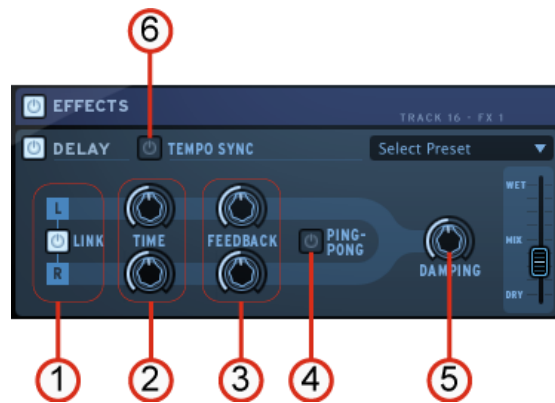 6
EFFECTS
TRACK 16 - FX 1
DELAY
TEMPO SYNC
Select Preset
WET
L
LINK
TIME
FEEDBACK
PING-
PONG
MIX
R
DAMPING
DRY
1
2
3
4
5